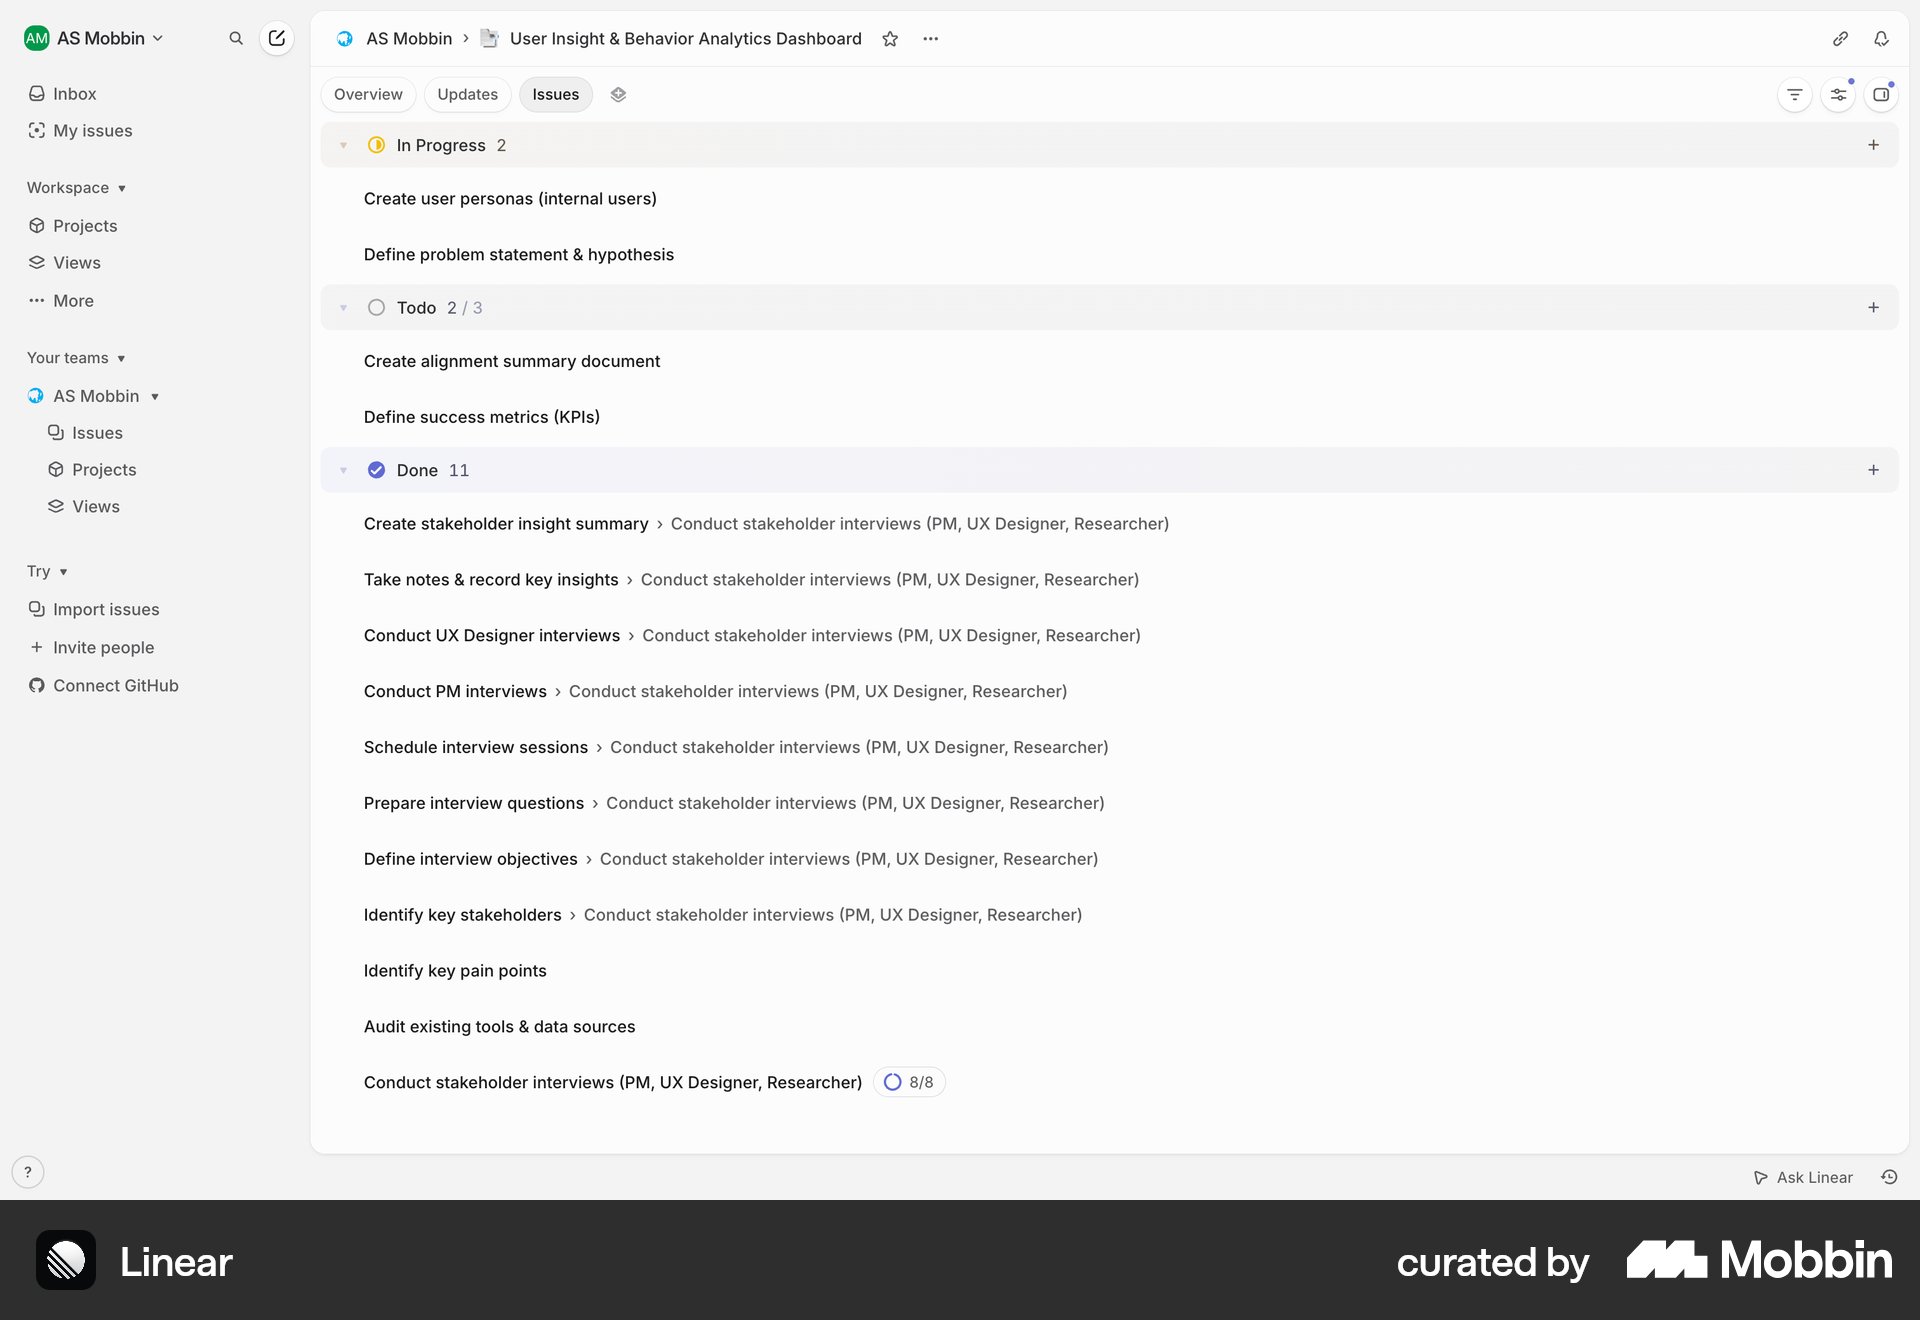 AM AS Mobbin
Inbox
My issues
Workspace
Projects
Views
More
Your teams
AS Mobbin
Issues
Projects
Views
Try
Import issues
Invite people
Connect GitHub
?
AS Mobbin › User Insight & Behavior Analytics Dashboard
Overview Updates Issues
In Progress 2
Create user personas (internal users)
Define problem statement & hypothesis
Todo 2 / 3
Create alignment summary document
Define success metrics (KPIs)
Done 11
Create stakeholder insight summary › Conduct stakeholder interviews (PM, UX Designer, Researcher)
Take notes & record key insights › Conduct stakeholder interviews (PM, UX Designer, Researcher)
Conduct UX Designer interviews › Conduct stakeholder interviews (PM, UX Designer, Researcher)
Conduct PM interviews › Conduct stakeholder interviews (PM, UX Designer, Researcher)
Schedule interview sessions › Conduct stakeholder interviews (PM, UX Designer, Researcher)
Prepare interview questions › Conduct stakeholder interviews (PM, UX Designer, Researcher)
Define interview objectives › Conduct stakeholder interviews (PM, UX Designer, Researcher)
Identify key stakeholders › Conduct stakeholder interviews (PM, UX Designer, Researcher)
Identify key pain points
Audit existing tools & data sources
Conduct stakeholder interviews (PM, UX Designer, Researcher) 8/8
Ask Linear
Linear
curated by Mobbin